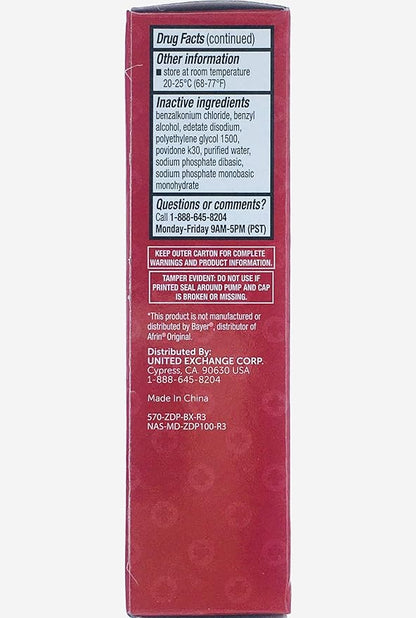 Drug Facts (continued)
Other information
■ store at room temperature
20-25°C (68-77°F)
Inactive ingredients
benzalkonium chloride, benzyl
alcohol, edetate disodium,
polyethylene glycol 1500,
povidone k30, purified water,
sodium phosphate dibasic,
sodium phosphate monobasic
monohydrate
Questions or comments?
Call 1-888-645-8204
Monday-Friday 9AM-5PM (PST)
KEEP OUTER CARTON FOR COMPLETE
WARNINGS AND PRODUCT INFORMATION.
TAMPER EVIDENT: DO NOT USE IF
PRINTED SEAL AROUND PUMP AND CAP
IS BROKEN OR MISSING.
*This product is not manufactured or
distributed by Bayer®, distributor of
Afrin® Original.
Distributed By:
UNITED EXCHANGE CORP.
Cypress, CA. 90630 USA
1-888-645-8204
Made In China
570-ZDP-BX-R3
NAS-MD-ZDP100-R3